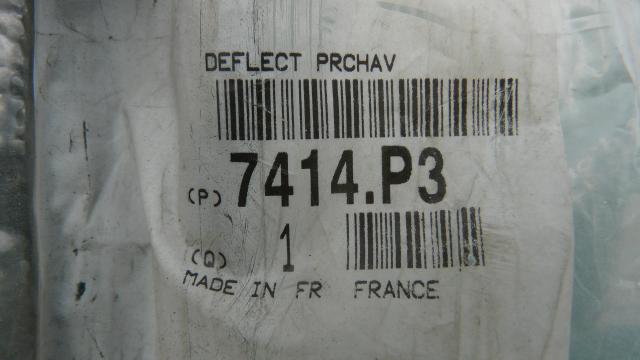 DEFLECT PRCHAV
(P) 7414.P3
(Q) 1
MADE IN FR FRANCE